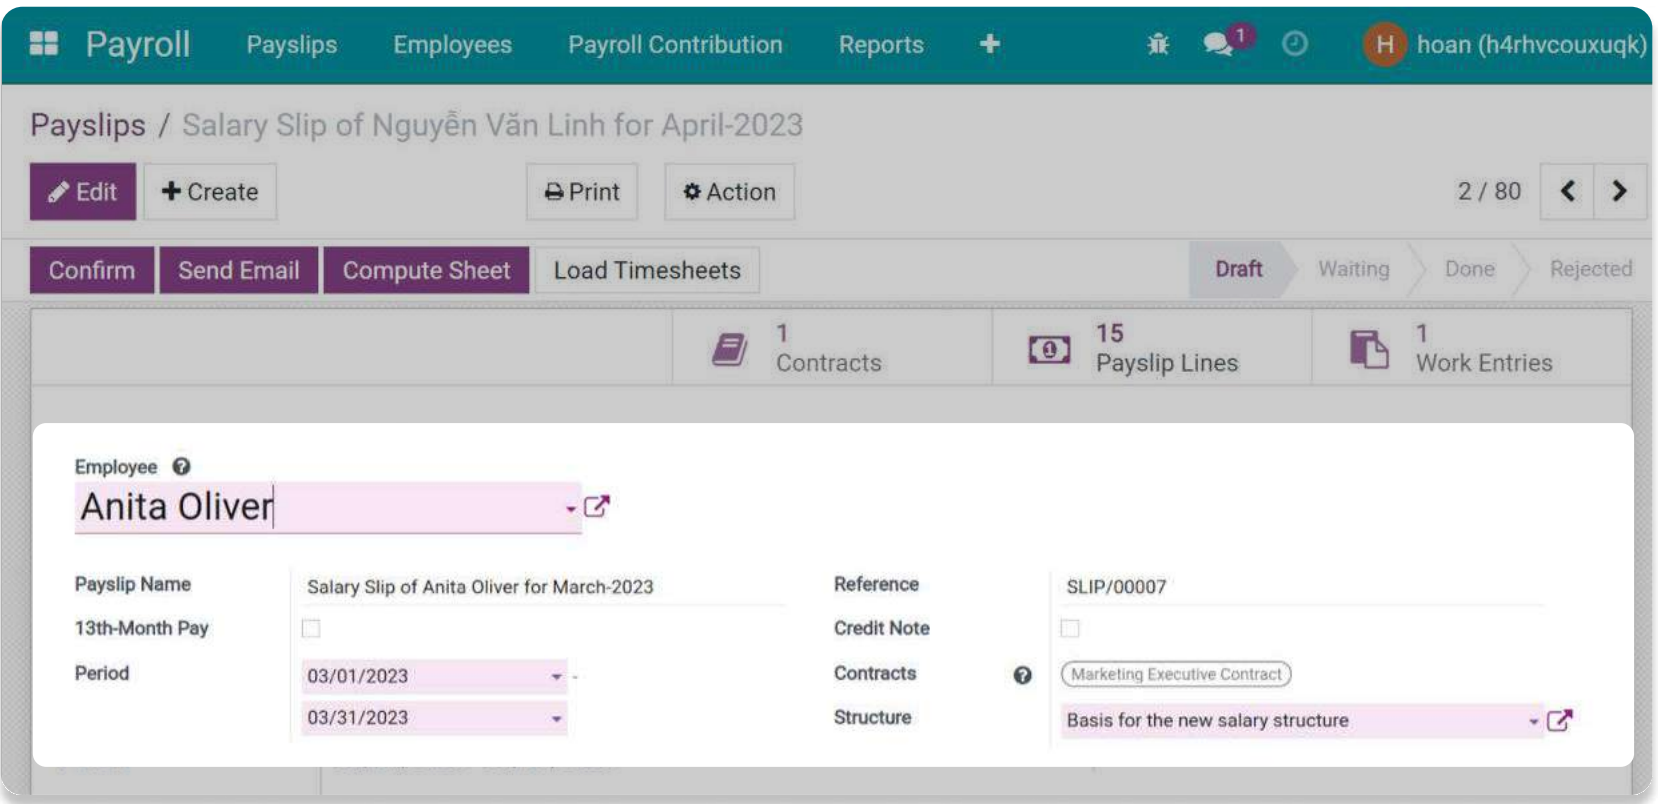 Payroll Payslips Employees Payroll Contribution Reports 1 H hoan (h4rhvcouxuqk)
Payslips / Salary Slip of Nguyễn Văn Linh for April-2023
Edit Create Print Action 2 / 80
Confirm Send Email Compute Sheet Load Timesheets Draft Waiting Done Rejected
1 Contracts
15 Payslip Lines
1 Work Entries
Employee
Anita Oliver
Payslip Name Salary Slip of Anita Oliver for March-2023
13th-Month Pay
Period 03/01/2023 -
03/31/2023
Reference SLIP/00007
Credit Note
Contracts Marketing Executive Contract
Structure Basis for the new salary structure